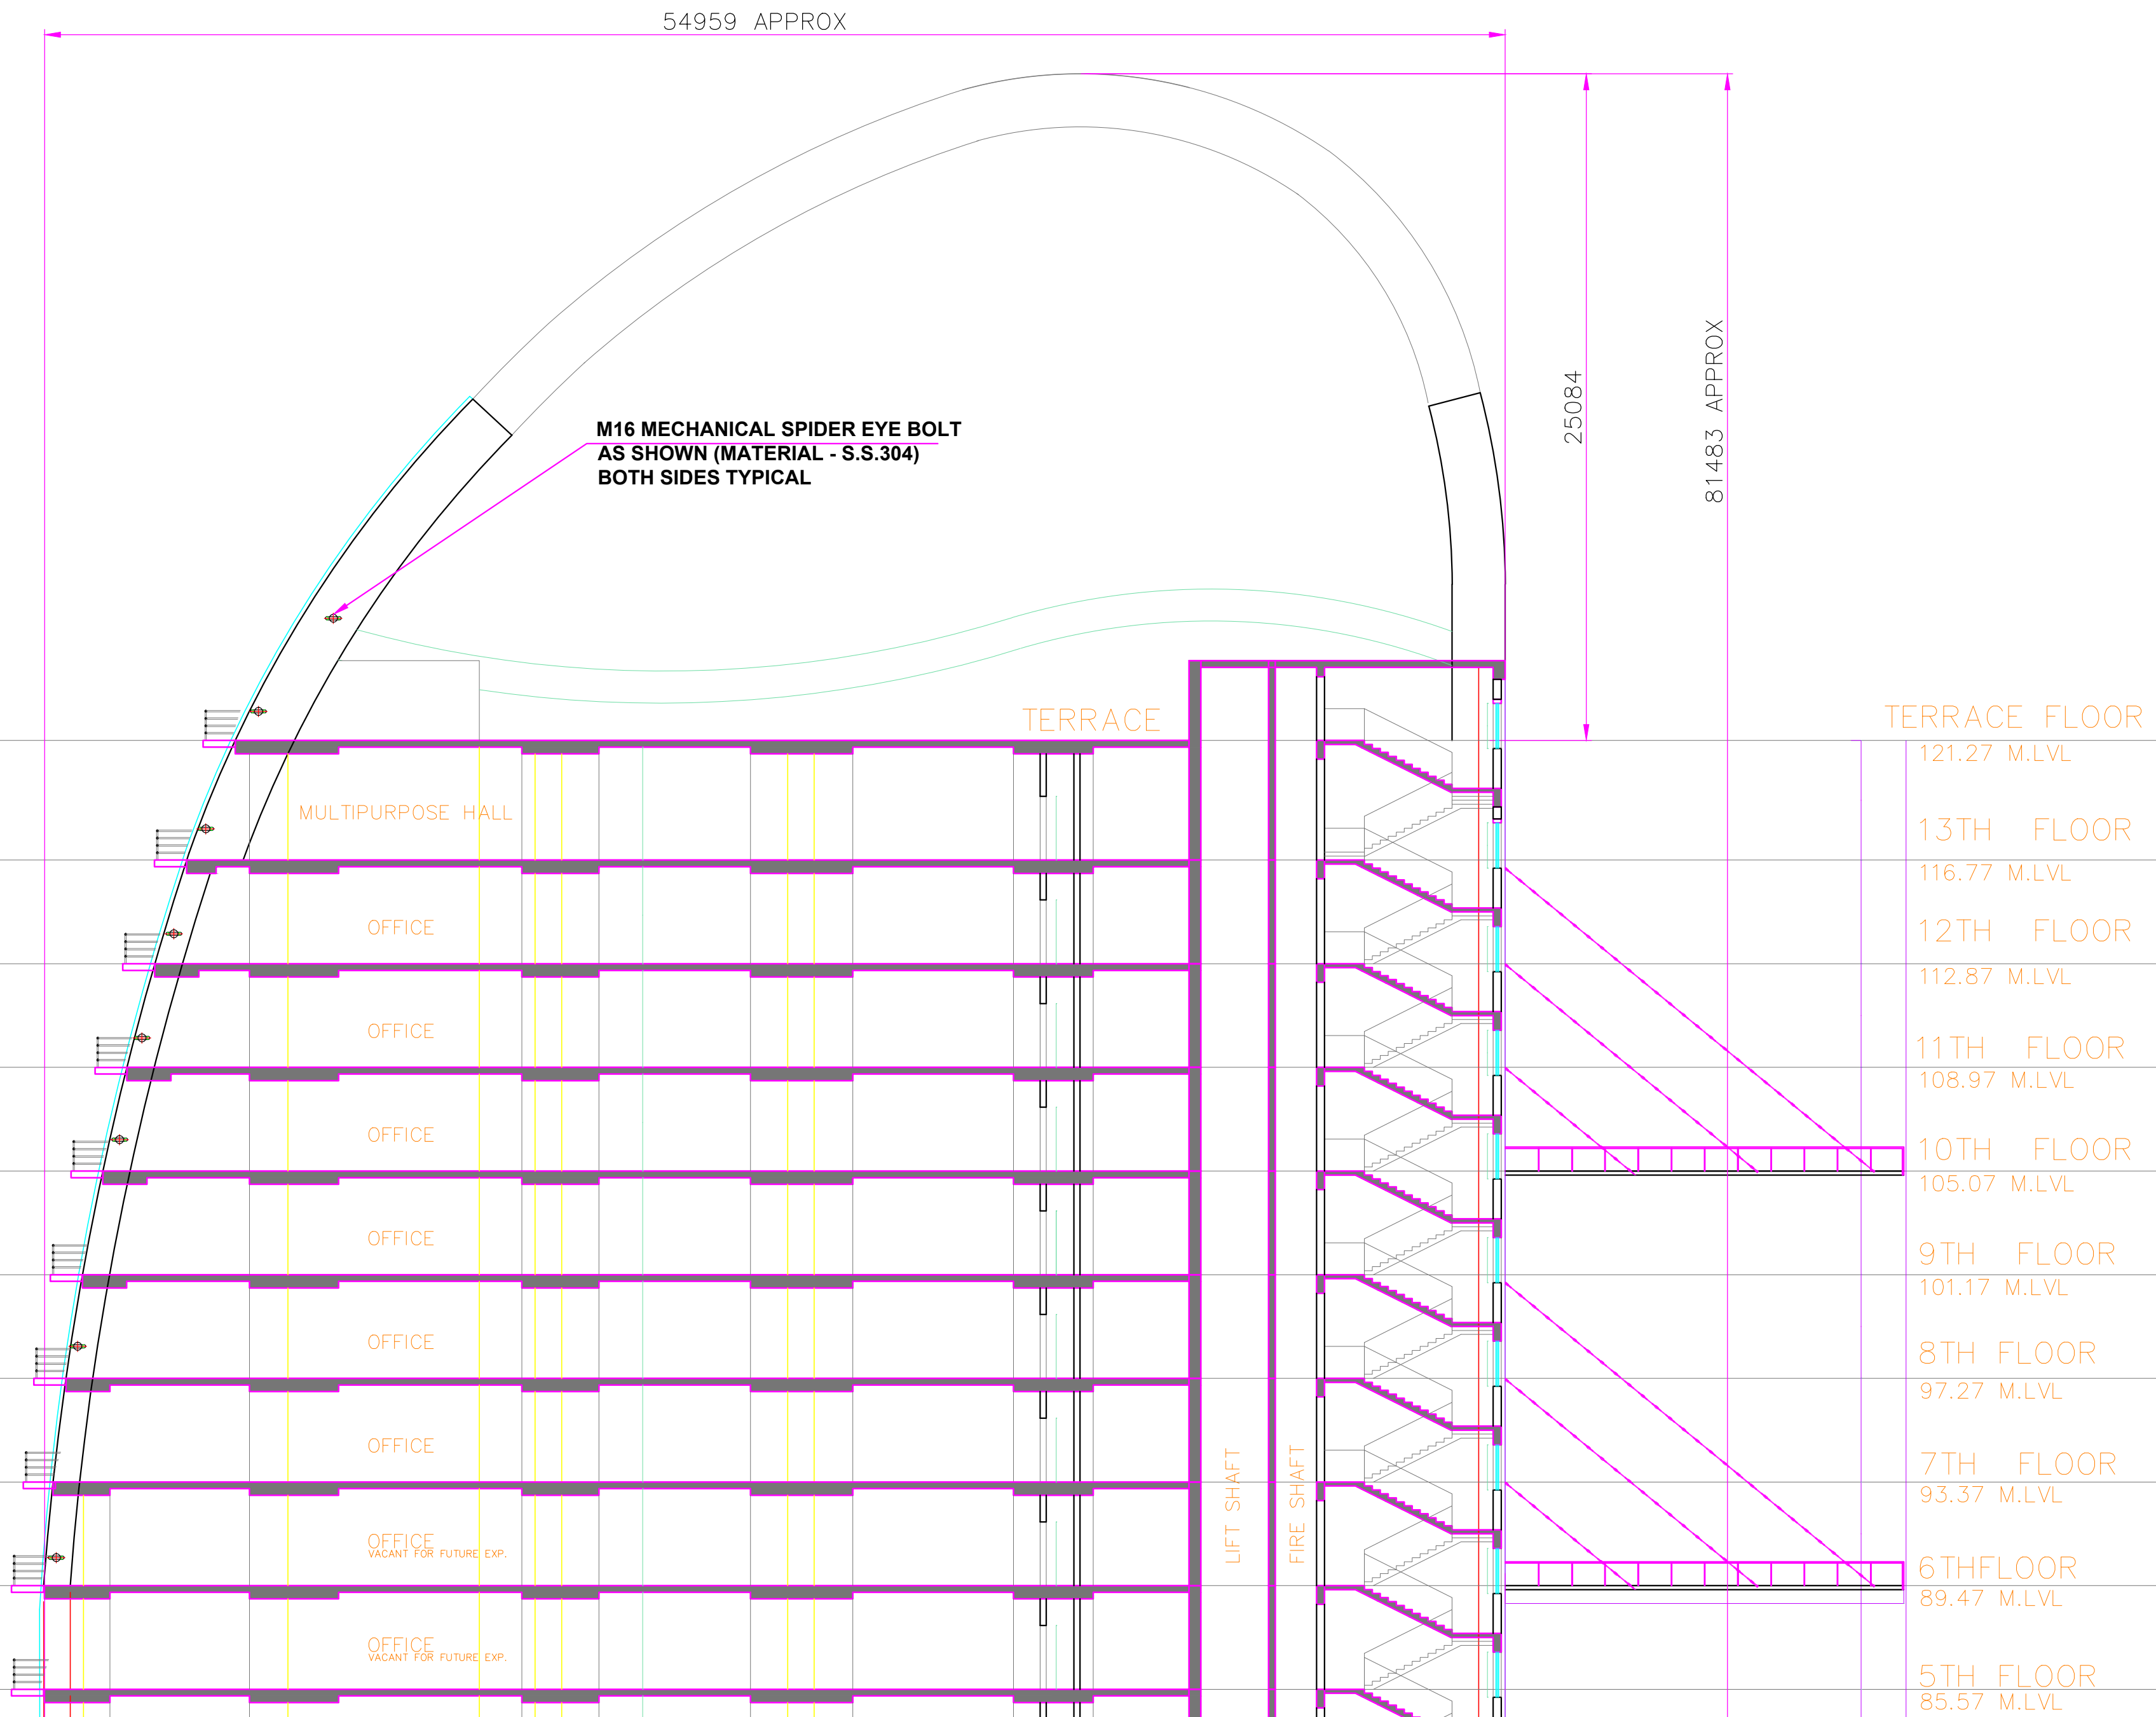 54959 APPROX
M16 MECHANICAL SPIDER EYE BOLT
AS SHOWN (MATERIAL - S.S.304)
BOTH SIDES TYPICAL
25084
81483 APPROX
TERRACE
TERRACE FLOOR
121.27 M.LVL
MULTIPURPOSE HALL
13TH FLOOR
116.77 M.LVL
OFFICE
12TH FLOOR
112.87 M.LVL
OFFICE
11TH FLOOR
108.97 M.LVL
OFFICE
10TH FLOOR
105.07 M.LVL
OFFICE
9TH FLOOR
101.17 M.LVL
OFFICE
8TH FLOOR
97.27 M.LVL
OFFICE
7TH FLOOR
93.37 M.LVL
LIFT SHAFT
FIRE SHAFT
OFFICE
VACANT FOR FUTURE EXP.
6THFLOOR
89.47 M.LVL
OFFICE
VACANT FOR FUTURE EXP.
5TH FLOOR
85.57 M.LVL